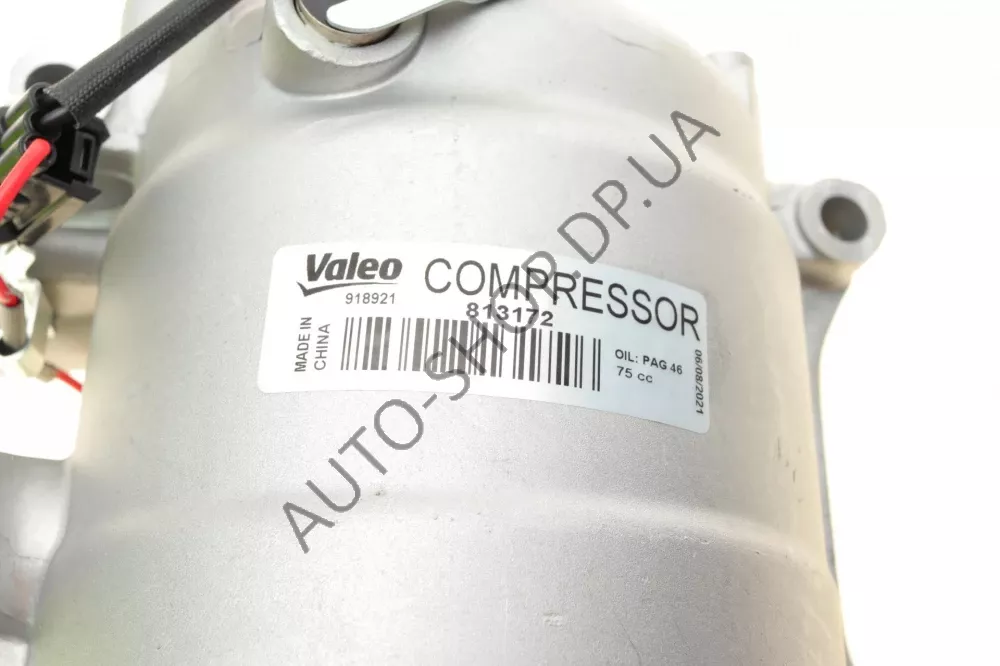 Valeo COMPRESSOR
918921
813172
MADE IN
CHINA
OIL: PAG 46
75 cc
06/08/2021
AUTO-SHOP.DP.UA